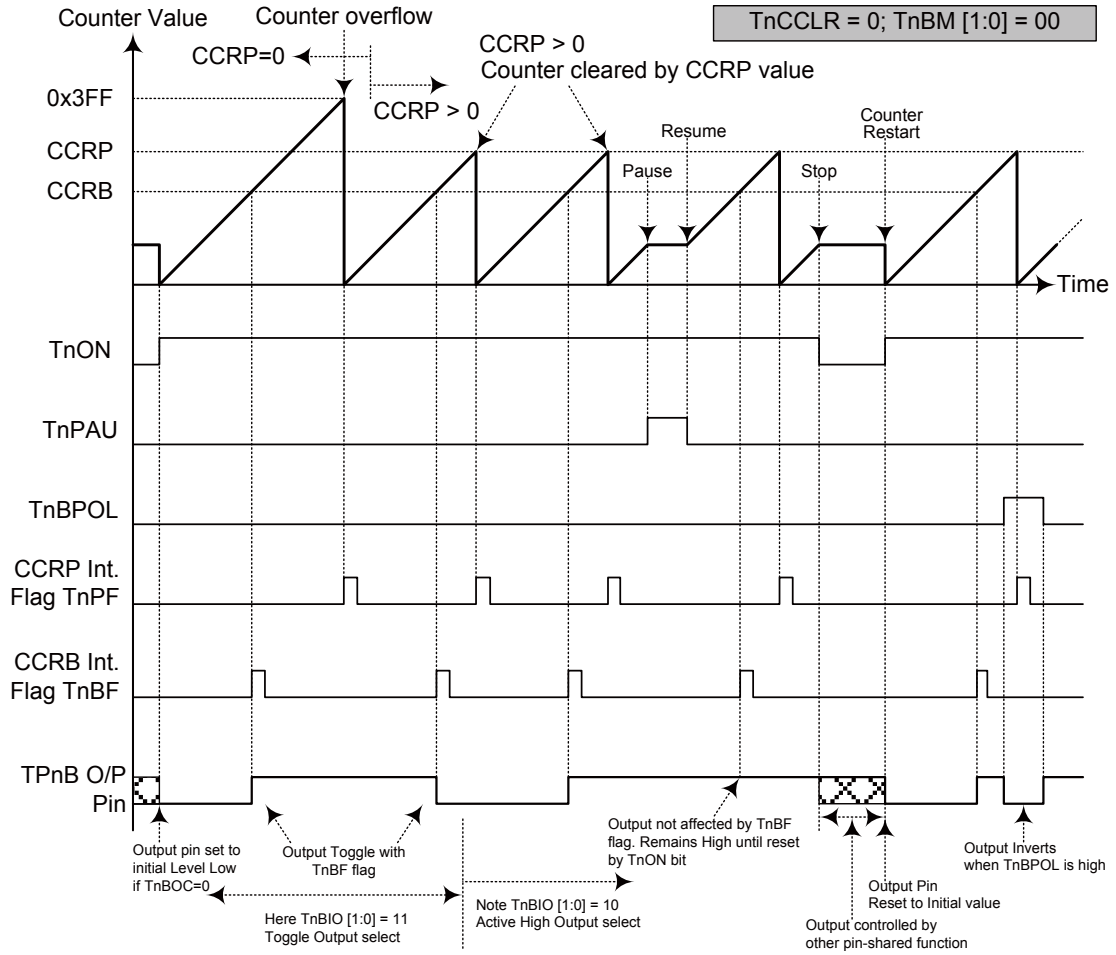 Counter Value
Counter overflow
TnCCLR = 0; TnBM [1:0] = 00
CCRP=0
CCRP > 0
CCRP > 0
Counter cleared by CCRP value
0x3FF
CCRP
CCRB
Pause
Resume
Stop
Counter
Restart
Time
TnON
TnPAU
TnBPOL
CCRP Int.
Flag TnPF
CCRB Int.
Flag TnBF
TPnB O/P
Pin
Output pin set to
initial Level Low
if TnBOC=0
Output Toggle with
TnBF flag
Output not affected by TnBF
flag. Remains High until reset
by TnON bit
Output Inverts
when TnBPOL is high
Output Pin
Reset to Initial value
Here TnBIO [1:0] = 11
Toggle Output select
Note TnBIO [1:0] = 10
Active High Output select
Output controlled by
other pin-shared function